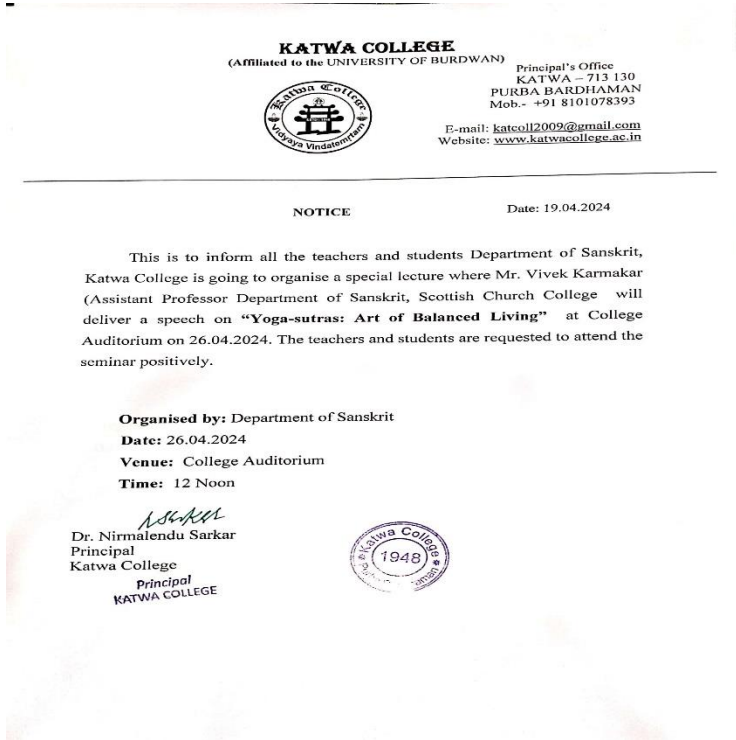 KATWA COLLEGE
(Affiliated to the UNIVERSITY OF BURDWAN)
Principal's Office
KATWA – 713 130
PURBA BARDHAMAN
Mob.- +91 8101078393
E-mail: katcoll2009@gmail.com
Website: www.katwacollege.ac.in
Katwa College
Vidyaya Vindatemrtam
NOTICE
Date: 19.04.2024
This is to inform all the teachers and students Department of Sanskrit,
Katwa College is going to organise a special lecture where Mr. Vivek Karmakar
(Assistant Professor Department of Sanskrit, Scottish Church College will
deliver a speech on “Yoga-sutras: Art of Balanced Living” at College
Auditorium on 26.04.2024. The teachers and students are requested to attend the
seminar positively.
Organised by: Department of Sanskrit
Date: 26.04.2024
Venue: College Auditorium
Time: 12 Noon
Dr. Nirmalendu Sarkar
Principal
Katwa College
Principal
KATWA COLLEGE
Katwa College
1948